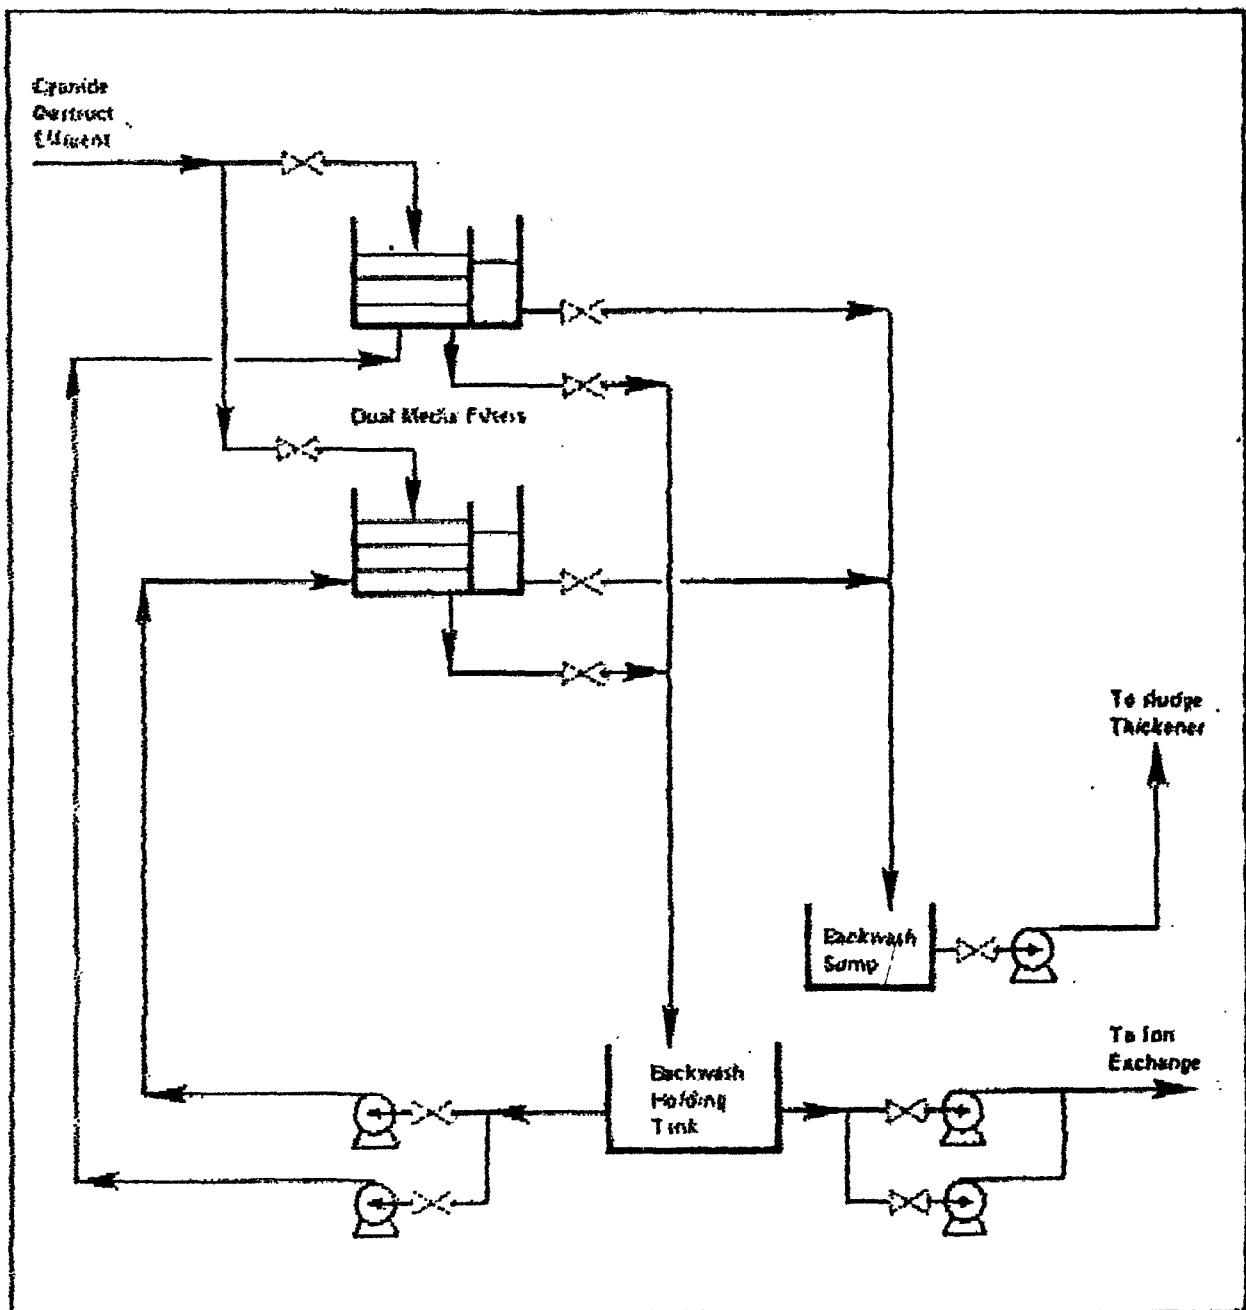 Cyanide
Destruct
Effluent
Dual Media Filters
To sludge
Thickener
Backwash
Sump
To Ion
Exchange
Backwash
Holding
Tank